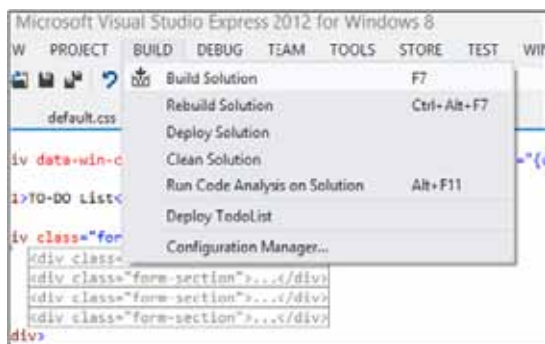 Microsoft Visual Studio Express 2012 for Windows 8
W PROJECT BUILD DEBUG TEAM TOOLS STORE TEST WIN
Build Solution F7
default.css
Rebuild Solution Ctrl+Alt+F7
Deploy Solution
iv data-win-c Clean Solution ="{
Run Code Analysis on Solution Alt+F11
1>TO-DO List<
Deploy TodoList
iv class="for
Configuration Manager...
<div class=
<div class="form-section">...</div>
<div class="form-section">...</div>
<div class="form-section">...</div>
div>